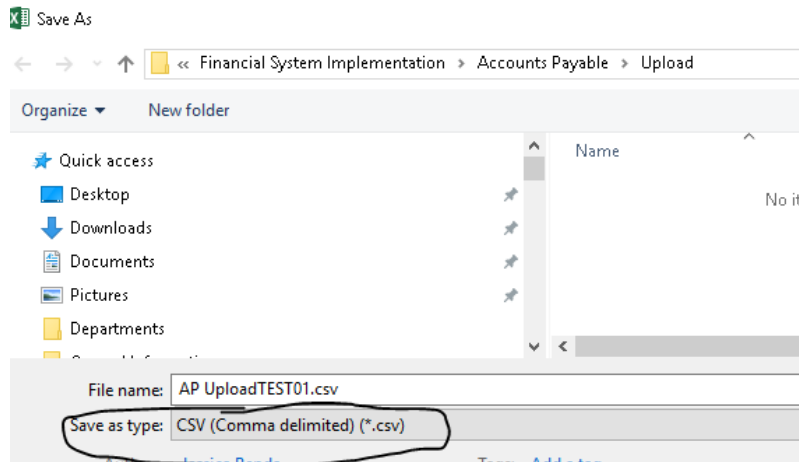 Save As
« Financial System Implementation > Accounts Payable > Upload
Organize New folder
Quick access
Name
Desktop
No it
Downloads
Documents
Pictures
Departments
File name: AP UploadTEST01.csv
Save as type: CSV (Comma delimited) (*.csv)